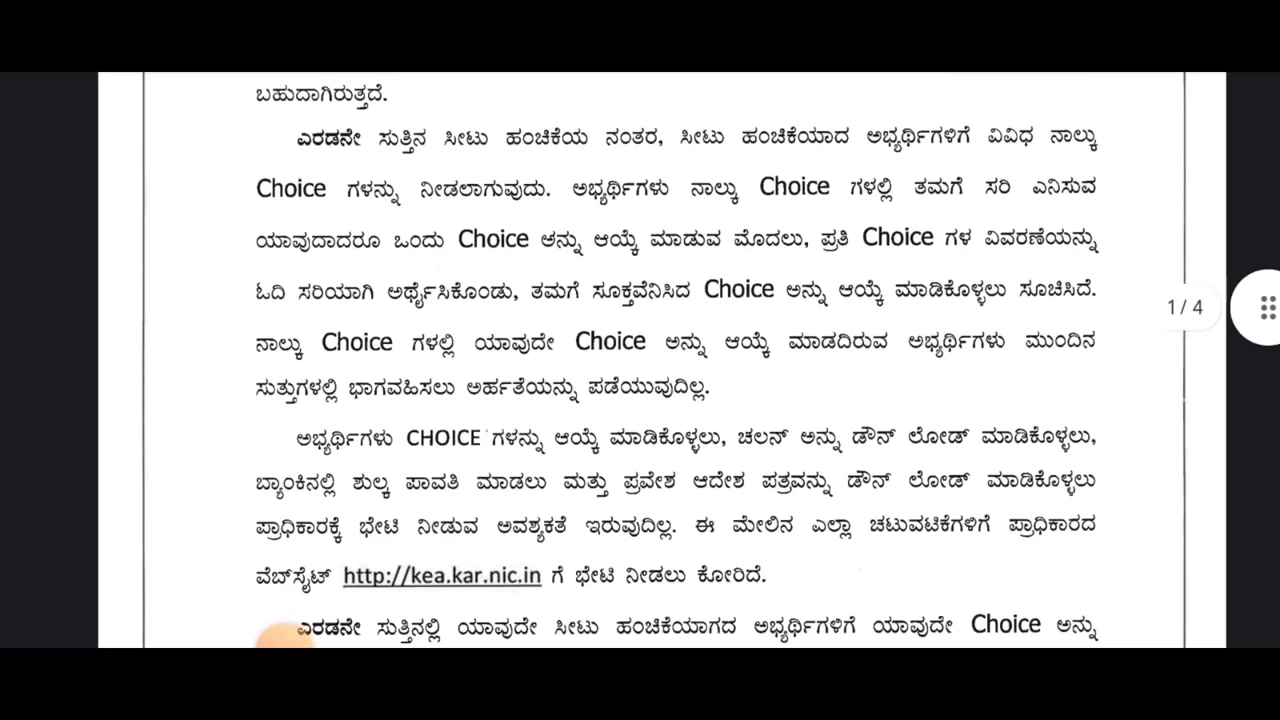 ಬಹುದಾಗಿರುತ್ತದೆ.
ಎರಡನೇ ಸುತ್ತಿನ ಸೀಟು ಹಂಚಿಕೆಯ ನಂತರ, ಸೀಟು ಹಂಚಿಕೆಯಾದ ಅಭ್ಯರ್ಥಿಗಳಿಗೆ ವಿವಿಧ ನಾಲ್ಕು
Choice ಗಳನ್ನು ನೀಡಲಾಗುವುದು. ಅಭ್ಯರ್ಥಿಗಳು ನಾಲ್ಕು Choice ಗಳಲ್ಲಿ ತಮಗೆ ಸರಿ ಎನಿಸುವ
ಯಾವುದಾದರೂ ಒಂದು Choice ಅನ್ನು ಆಯ್ಕೆ ಮಾಡುವ ಮೊದಲು, ಪ್ರತಿ Choice ಗಳ ವಿವರಣೆಯನ್ನು
ಓದಿ ಸರಿಯಾಗಿ ಅರ್ಥೈಸಿಕೊಂಡು, ತಮಗೆ ಸೂಕ್ತವೆನಿಸಿದ Choice ಅನ್ನು ಆಯ್ಕೆ ಮಾಡಿಕೊಳ್ಳಲು ಸೂಚಿಸಿದೆ.
1 / 4
ನಾಲ್ಕು Choice ಗಳಲ್ಲಿ ಯಾವುದೇ Choice ಅನ್ನು ಆಯ್ಕೆ ಮಾಡದಿರುವ ಅಭ್ಯರ್ಥಿಗಳು ಮುಂದಿನ
ಸುತ್ತುಗಳಲ್ಲಿ ಭಾಗವಹಿಸಲು ಅರ್ಹತೆಯನ್ನು ಪಡೆಯುವುದಿಲ್ಲ.
ಅಭ್ಯರ್ಥಿಗಳು CHOICE ಗಳನ್ನು ಆಯ್ಕೆ ಮಾಡಿಕೊಳ್ಳಲು, ಚಲನ್ ಅನ್ನು ಡೌನ್ ಲೋಡ್ ಮಾಡಿಕೊಳ್ಳಲು,
ಬ್ಯಾಂಕಿನಲ್ಲಿ ಶುಲ್ಕ ಪಾವತಿ ಮಾಡಲು ಮತ್ತು ಪ್ರವೇಶ ಆದೇಶ ಪತ್ರವನ್ನು ಡೌನ್ ಲೋಡ್ ಮಾಡಿಕೊಳ್ಳಲು
ಪ್ರಾಧಿಕಾರಕ್ಕೆ ಭೇಟಿ ನೀಡುವ ಅವಶ್ಯಕತೆ ಇರುವುದಿಲ್ಲ. ಈ ಮೇಲಿನ ಎಲ್ಲಾ ಚಟುವಟಿಕೆಗಳಿಗೆ ಪ್ರಾಧಿಕಾರದ
ವೆಬ್‌ಸೈಟ್ http://kea.kar.nic.in ಗೆ ಭೇಟಿ ನೀಡಲು ಕೋರಿದೆ.
ಎರಡನೇ ಸುತ್ತಿನಲ್ಲಿ ಯಾವುದೇ ಸೀಟು ಹಂಚಿಕೆಯಾಗದ ಅಭ್ಯರ್ಥಿಗಳಿಗೆ ಯಾವುದೇ Choice ಅನ್ನು